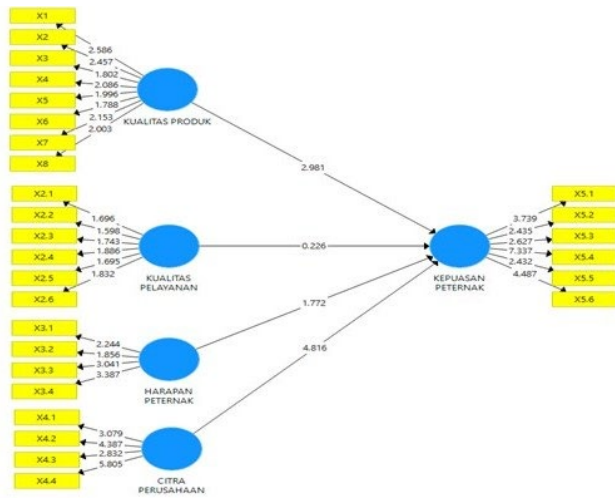 X1
X2
X3
X4
X5
X6
X7
X8
2.586
2.457
1.802
2.086
1.996
1.788
2.153
2.003
KUALITAS PRODUK
2.981
X2.1
X2.2
X2.3
X2.4
X2.5
X2.6
1.696
1.598
1.743
1.886
1.695
1.832
KUALITAS
PELAYANAN
0.226
X3.1
X3.2
X3.3
X3.4
2.244
1.856
3.041
3.387
HARAPAN
PETERNAK
1.772
X4.1
X4.2
X4.3
X4.4
3.079
4.387
2.832
5.805
CITRA
PERUSAHAAN
4.816
KEPUASAN
PETERNAK
3.739
2.435
2.627
7.337
2.432
4.487
X5.1
X5.2
X5.3
X5.4
X5.5
X5.6